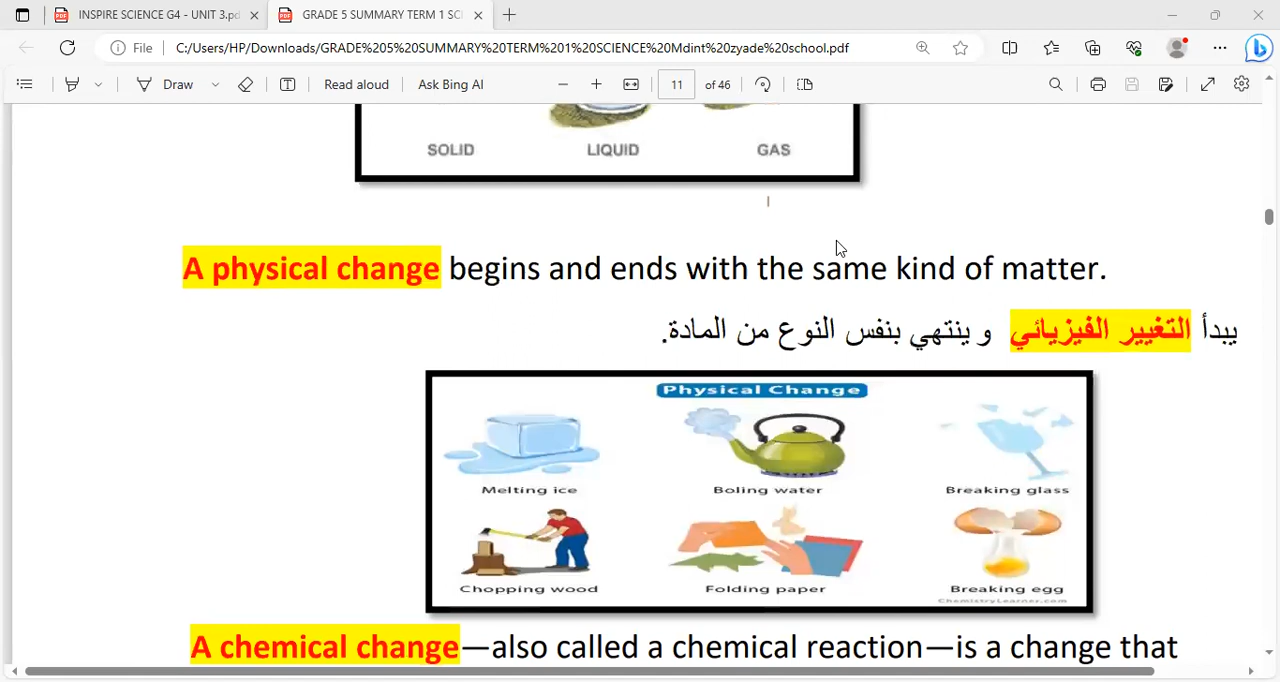 INSPIRE SCIENCE G4 - UNIT 3.pd
GRADE 5 SUMMARY TERM 1 SCI
File
C:/Users/HP/Downloads/GRADE%205%20SUMMARY%20TERM%201%20SCIENCE%20Mdint%20zyade%20school.pdf
Draw
Read aloud
Ask Bing AI
11 of 46
SOLID LIQUID GAS
A physical change begins and ends with the same kind of matter.
يبدأ التغيير الفيزيائي و ينتهي بنفس النوع من المادة.
Physical Change
Melting ice Boling water Breaking glass
Chopping wood Folding paper Breaking egg
ChemistryLearner.com
A chemical change—also called a chemical reaction—is a change that